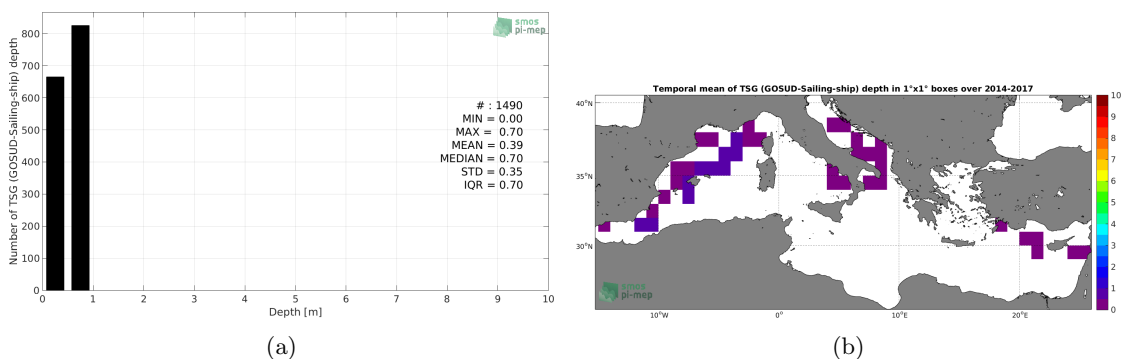 smos
pi-mep
800
700
600
500
400
300
200
100
0
Number of TSG (GOSUD-Sailing-ship) depth
# : 1490
MIN = 0.00
MAX = 0.70
MEAN = 0.39
MEDIAN = 0.70
STD = 0.35
IQR = 0.70
0 1 2 3 4 5 6 7 8 9 10
Depth [m]
(a)
Temporal mean of TSG (GOSUD-Sailing-ship) depth in 1°x1° boxes over 2014-2017
40°N
35°N
30°N
10°W 0° 10°E 20°E
smos
pi-mep
10
9
8
7
6
5
4
3
2
1
0
(b)